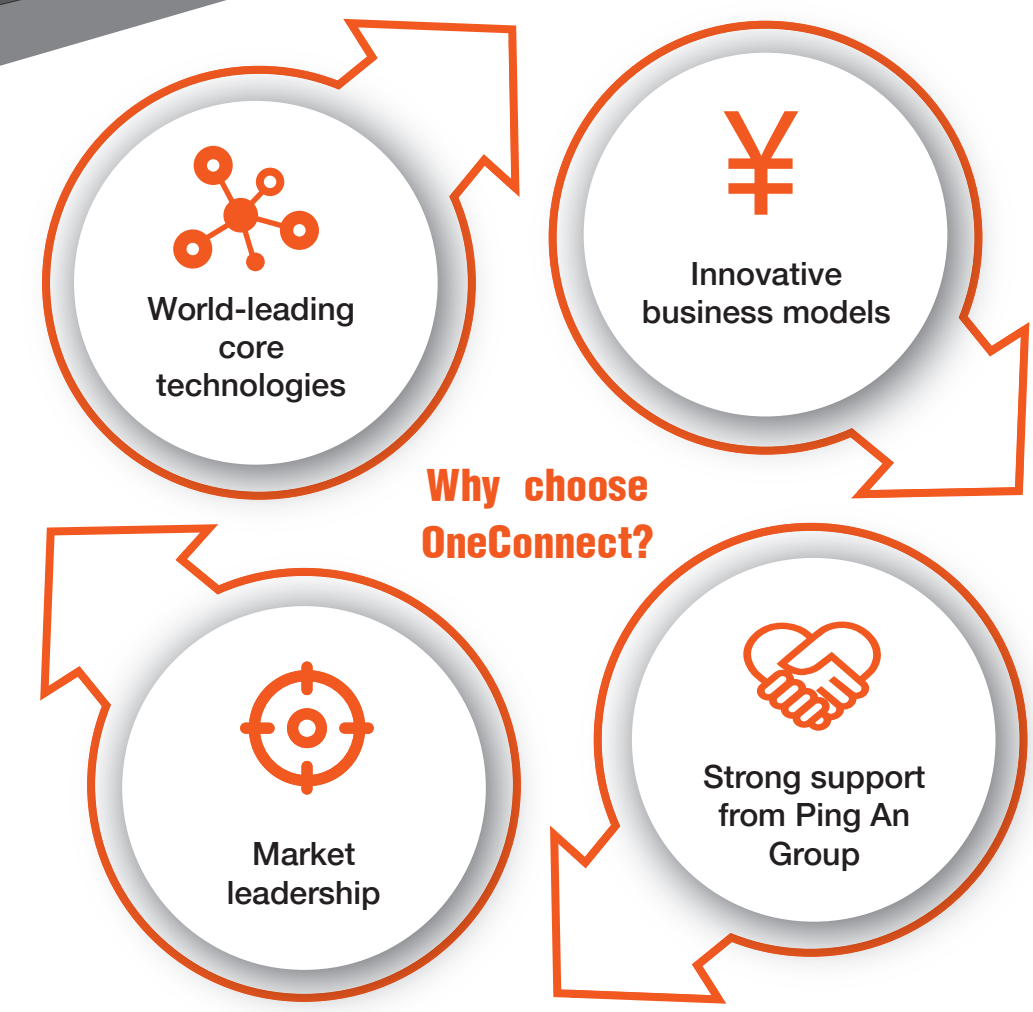 World-leading
core
technologies
Innovative
business models
Why choose
OneConnect?
Market
leadership
Strong support
from Ping An
Group